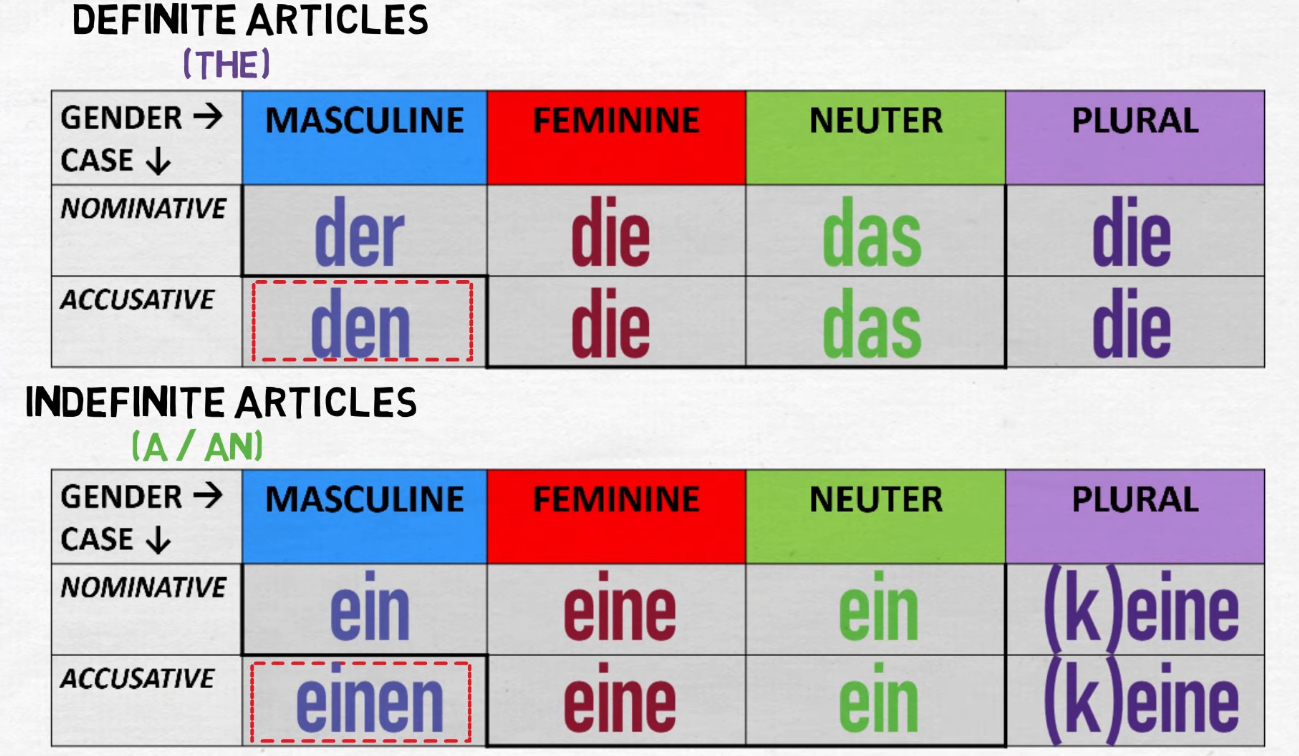 DEFINITE ARTICLES
(THE)
GENDER → MASCULINE FEMININE NEUTER PLURAL
CASE ↓
NOMINATIVE der die das die
ACCUSATIVE den die das die
INDEFINITE ARTICLES
(A / AN)
GENDER → MASCULINE FEMININE NEUTER PLURAL
CASE ↓
NOMINATIVE ein eine ein (k)eine
ACCUSATIVE einen eine ein (k)eine